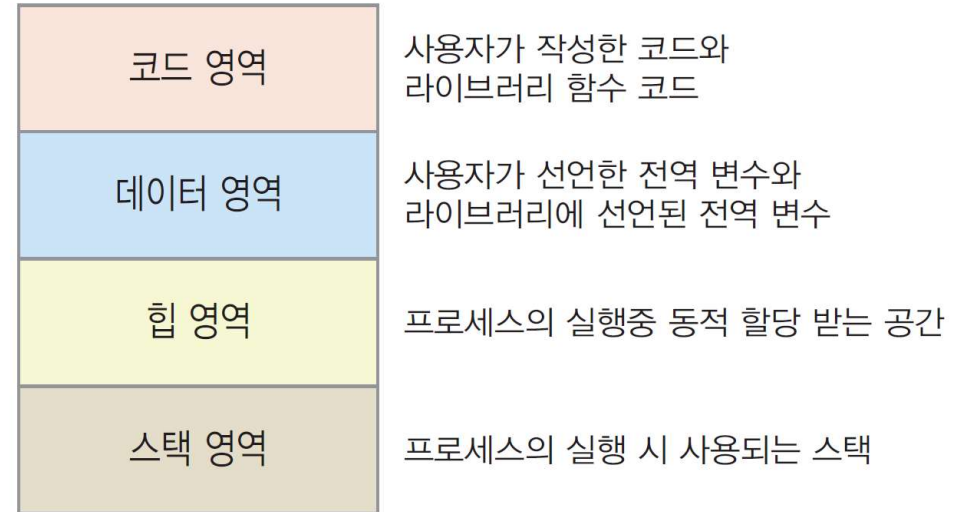 코드 영역
사용자가 작성한 코드와
라이브러리 함수 코드
데이터 영역
사용자가 선언한 전역 변수와
라이브러리에 선언된 전역 변수
힙 영역
프로세스의 실행중 동적 할당 받는 공간
스택 영역
프로세스의 실행 시 사용되는 스택